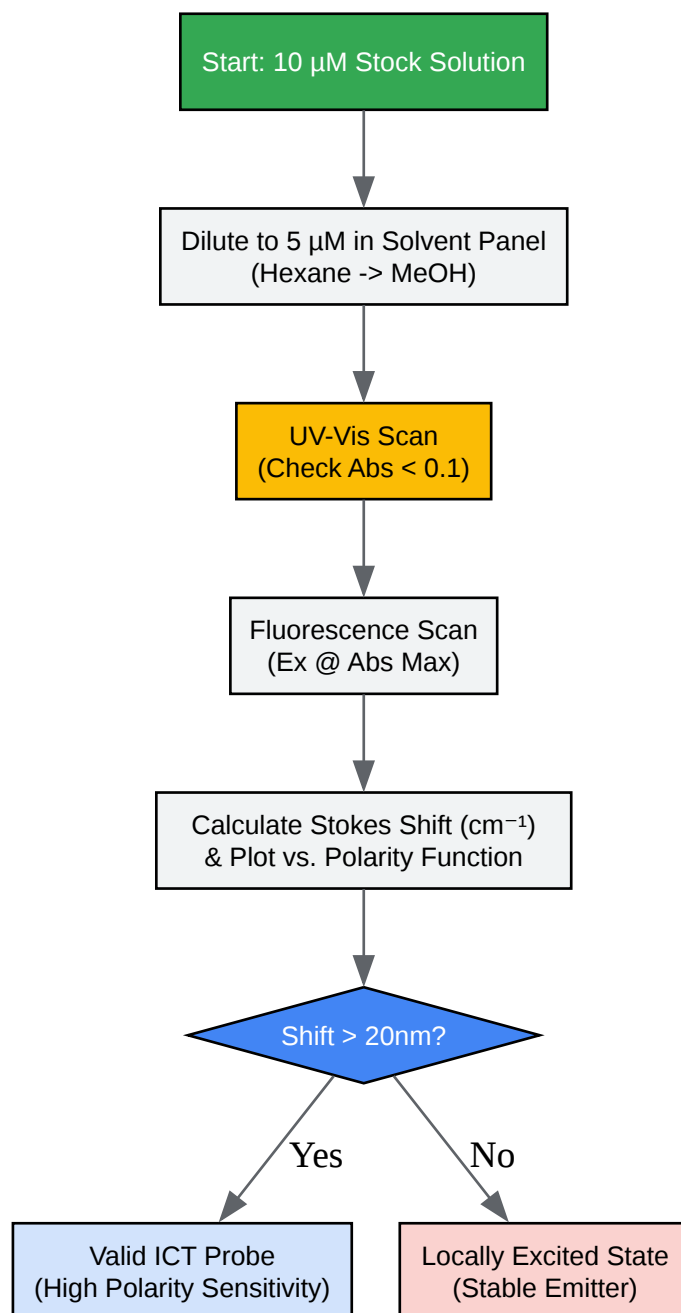 Start: 10 µM Stock Solution
Dilute to 5 µM in Solvent Panel
(Hexane -> MeOH)
UV-Vis Scan
(Check Abs < 0.1)
Fluorescence Scan
(Ex @ Abs Max)
Calculate Stokes Shift (cm⁻¹)
& Plot vs. Polarity Function
Shift > 20nm?
Yes
No
Valid ICT Probe
(High Polarity Sensitivity)
Locally Excited State
(Stable Emitter)